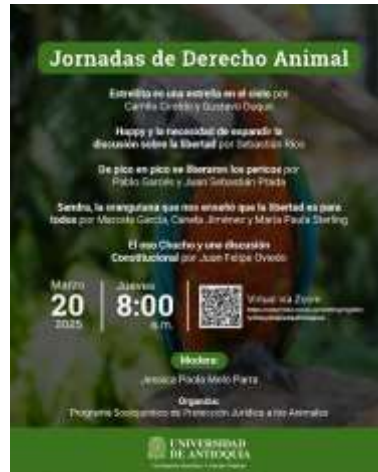 Jornadas de Derecho Animal
Estrellita es una estrella en el cielo por
Camilo Giraldo y Gustavo Duque
Happy y la necesidad de expandir la
discusión sobre la libertad por Sebastián Ríos
De pico en pico se liberaron los pericos por
Pablo Garcés y Juan Sebastián Prada
Sandra, la orangutana que nos enseñó que la libertad es para
todos por Marcela García, Camela Jiménez y María Paula Sterling
El oso Chucho y una discusión
Constitucional por Juan Felipe Oviedo
Marzo
20
2025
Jueves
8:00
a.m.
Virtual vía Zoom
Modera:
Jessica Paola Melo Parra
Organiza:
Programa Sociojurídico de Protección Jurídica a los Animales
UNIVERSIDAD
DE ANTIOQUIA